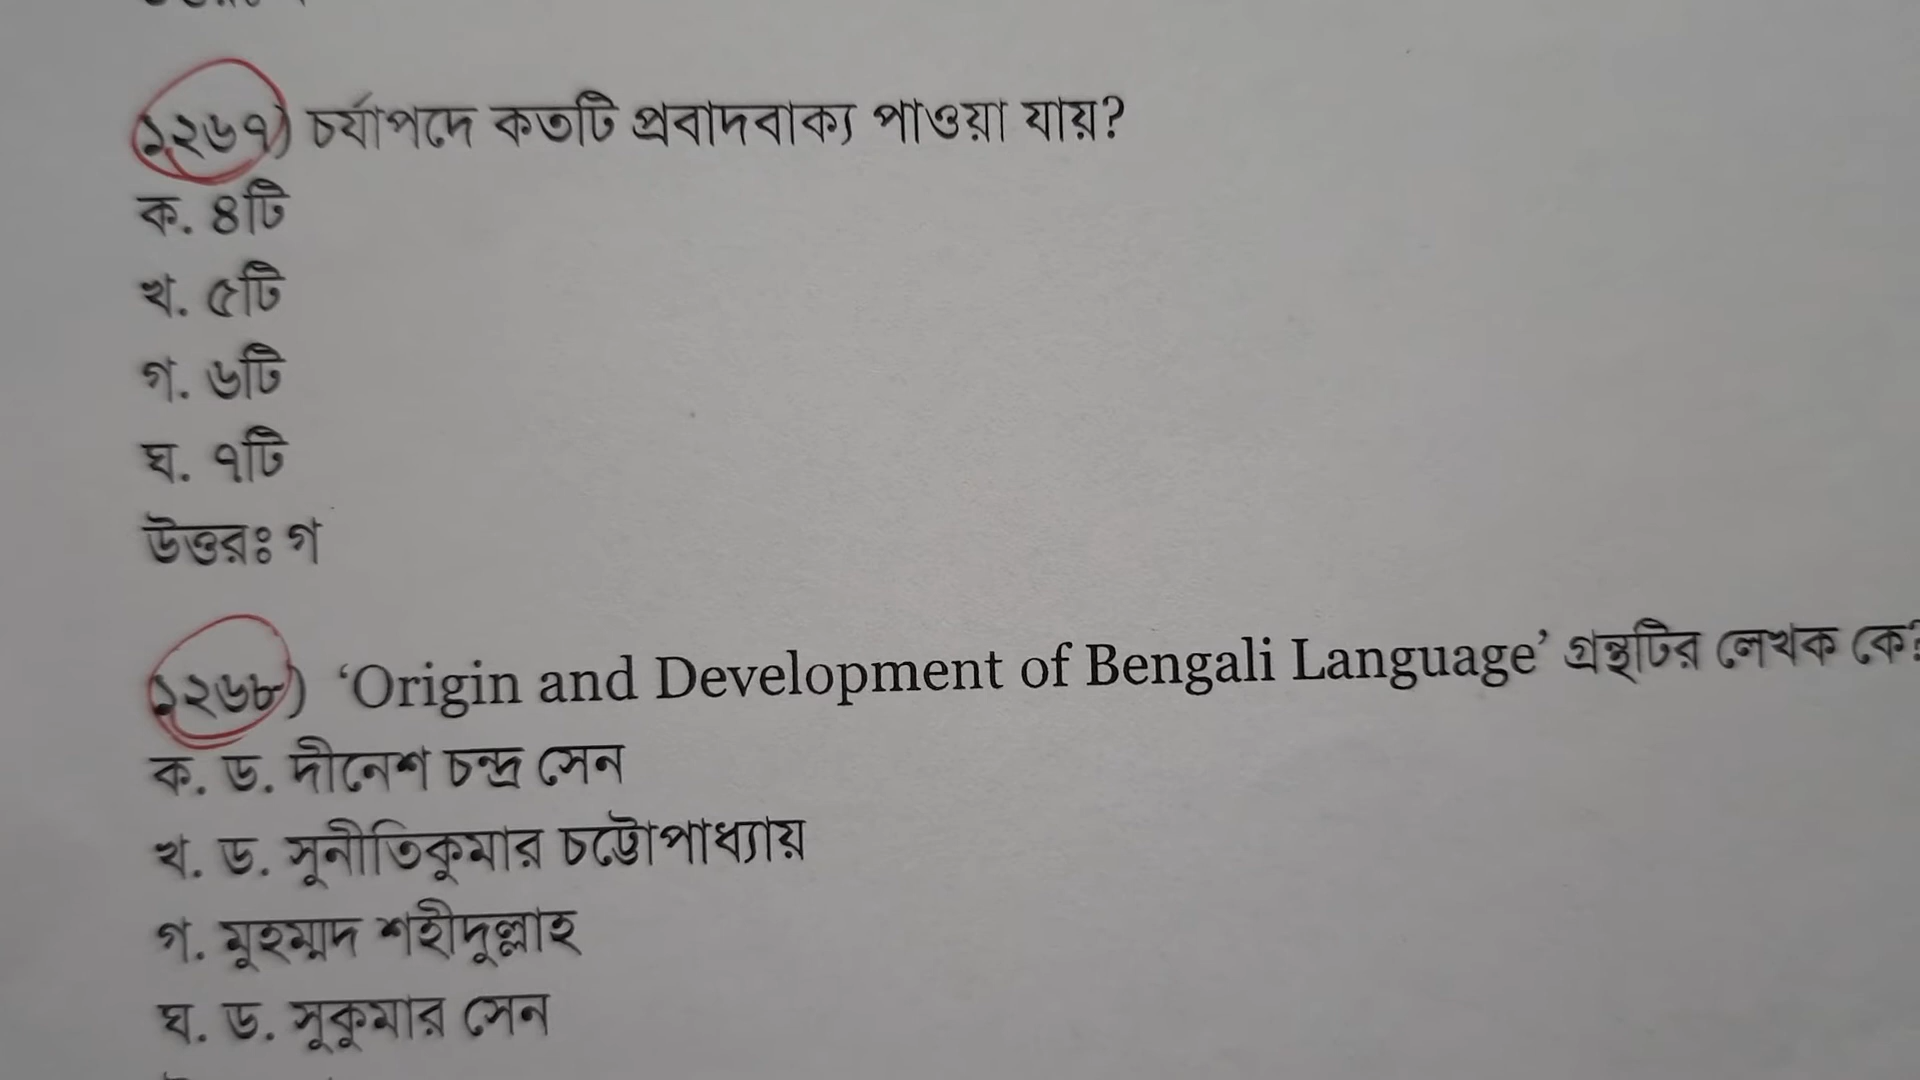 ১২৬৭) চর্যাপদে কতটি প্রবাদবাক্য পাওয়া যায়?
ক. ৪টি
খ. ৫টি
গ. ৬টি
ঘ. ৭টি
উত্তরঃ গ
১২৬৮) ‘Origin and Development of Bengali Language’ গ্রন্থটির লেখক কে?
ক. ড. দীনেশ চন্দ্র সেন
খ. ড. সুনীতিকুমার চট্টোপাধ্যায়
গ. মুহম্মদ শহীদুল্লাহ
ঘ. ড. সুকুমার সেন